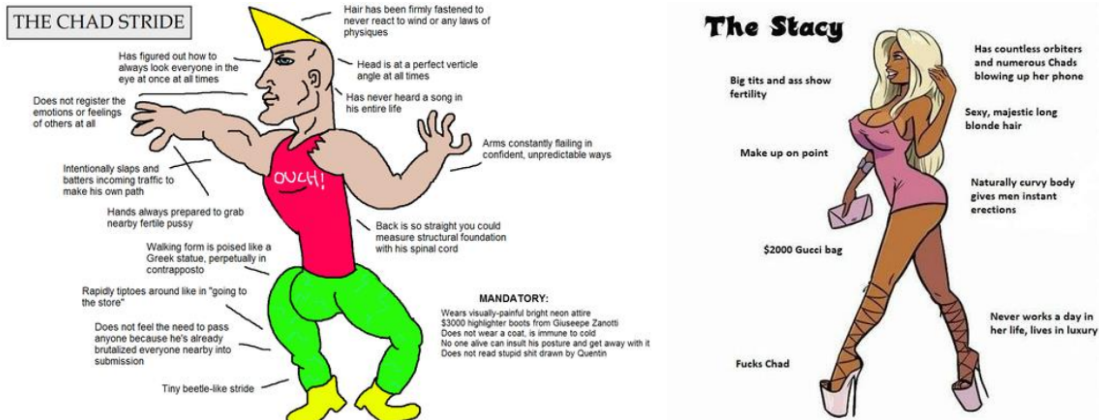 THE CHAD STRIDE
Hair has been firmly fastened to
never react to wind or any laws of
physiques
Has figured out how to
always look everyone in the
eye at once at all times
Head is at a perfect verticle
angle at all times
Does not register the
emotions or feelings
of others at all
Has never heard a song in
his entire life
Arms constantly flailing in
confident, unpredictable ways
Intentionally slaps and
batters incoming traffic to
make his own path
OUCH!
Hands always prepared to grab
nearby fertile pussy
Back is so straight you could
measure structural foundation
with his spinal cord
Walking form is poised like a
Greek statue, perpetually in
contrapposto
Rapidly tiptoes around like in "going to
the store"
Does not feel the need to pass
anyone because he's already
brutalized everyone nearby into
submission
Tiny beetle-like stride
MANDATORY:
Wears visually-painful bright neon attire
$3000 highlighter boots from Giuseepe Zanotti
Does not wear a coat, is immune to cold
No one alive can insult his posture and get away with it
Does not read stupid shit drawn by Quentin
The Stacy
Has countless orbiters
and numerous Chads
blowing up her phone
Big tits and ass show
fertility
Sexy, majestic long
blonde hair
Make up on point
Naturally curvy body
gives men instant
erections
$2000 Gucci bag
Never works a day in
her life, lives in luxury
Fucks Chad